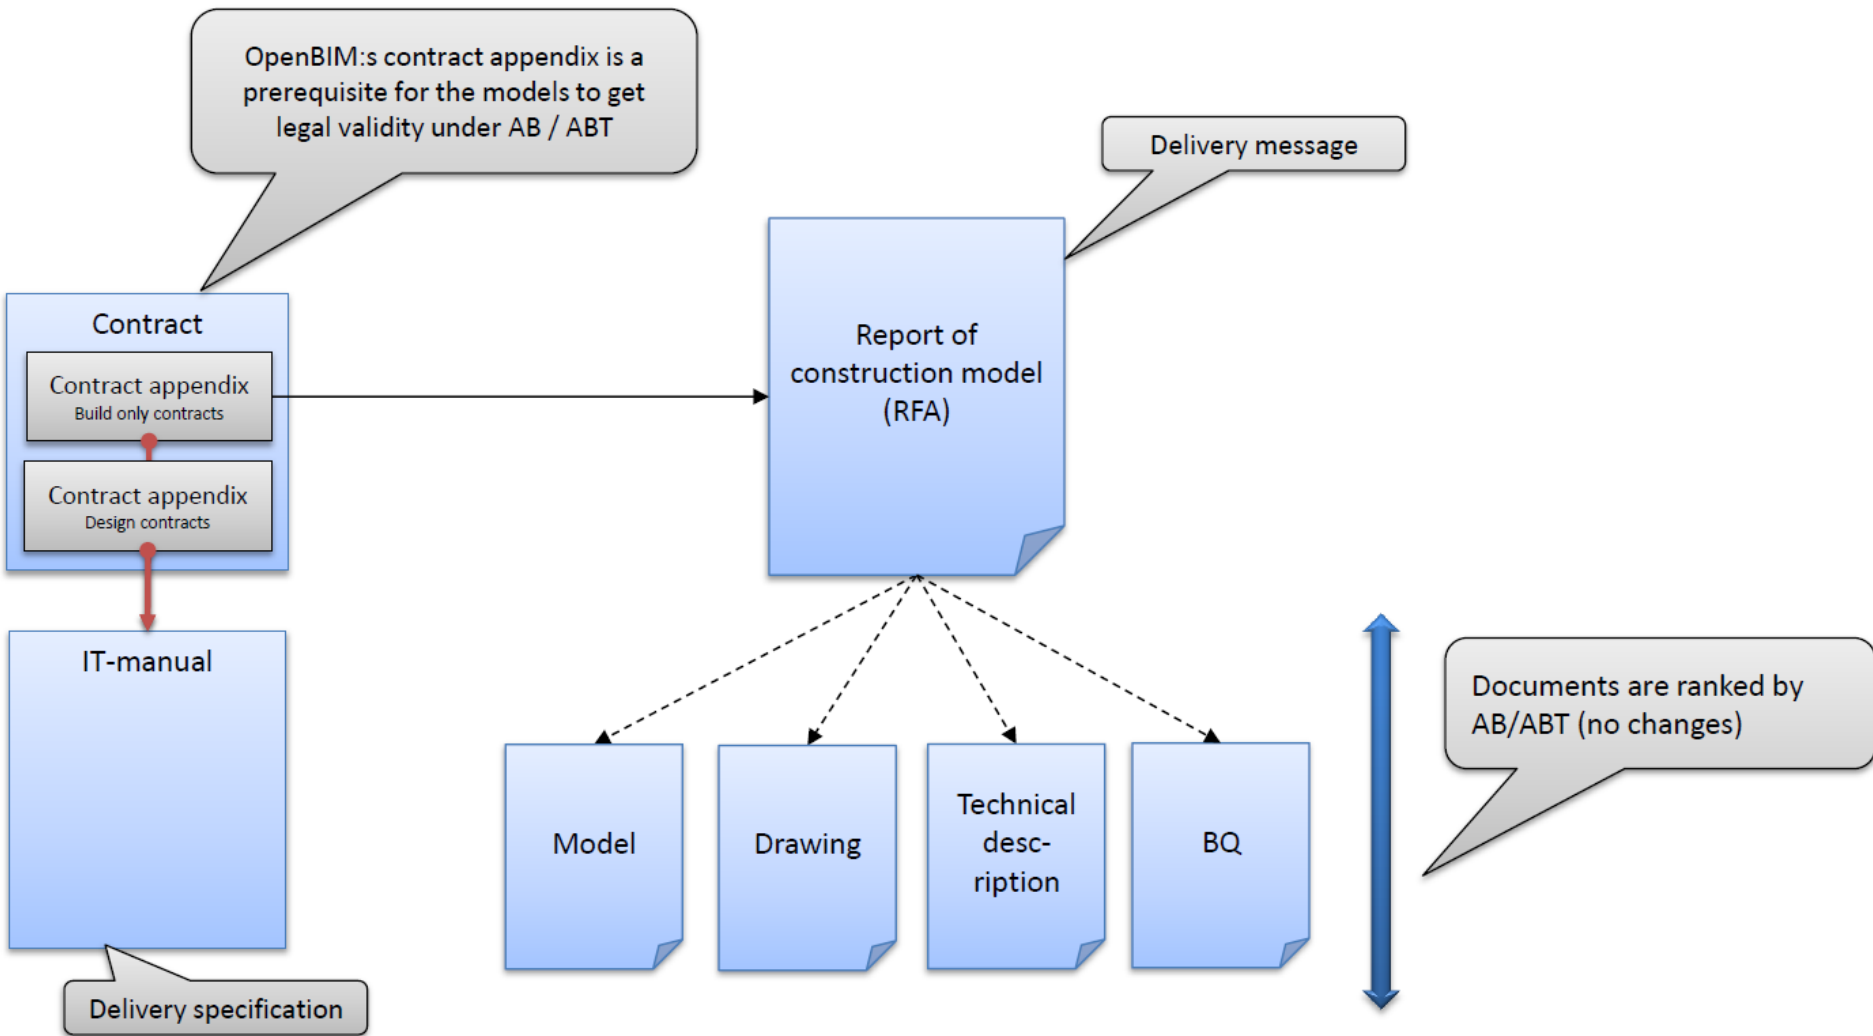 OpenBIM:s contract appendix is a
prerequisite for the models to get
legal validity under AB / ABT
Delivery message
Contract
Contract appendix
Build only contracts
Contract appendix
Design contracts
Report of
construction model
(RFA)
IT-manual
Documents are ranked by
AB/ABT (no changes)
Model
Drawing
Technical
desc-
ription
BQ
Delivery specification